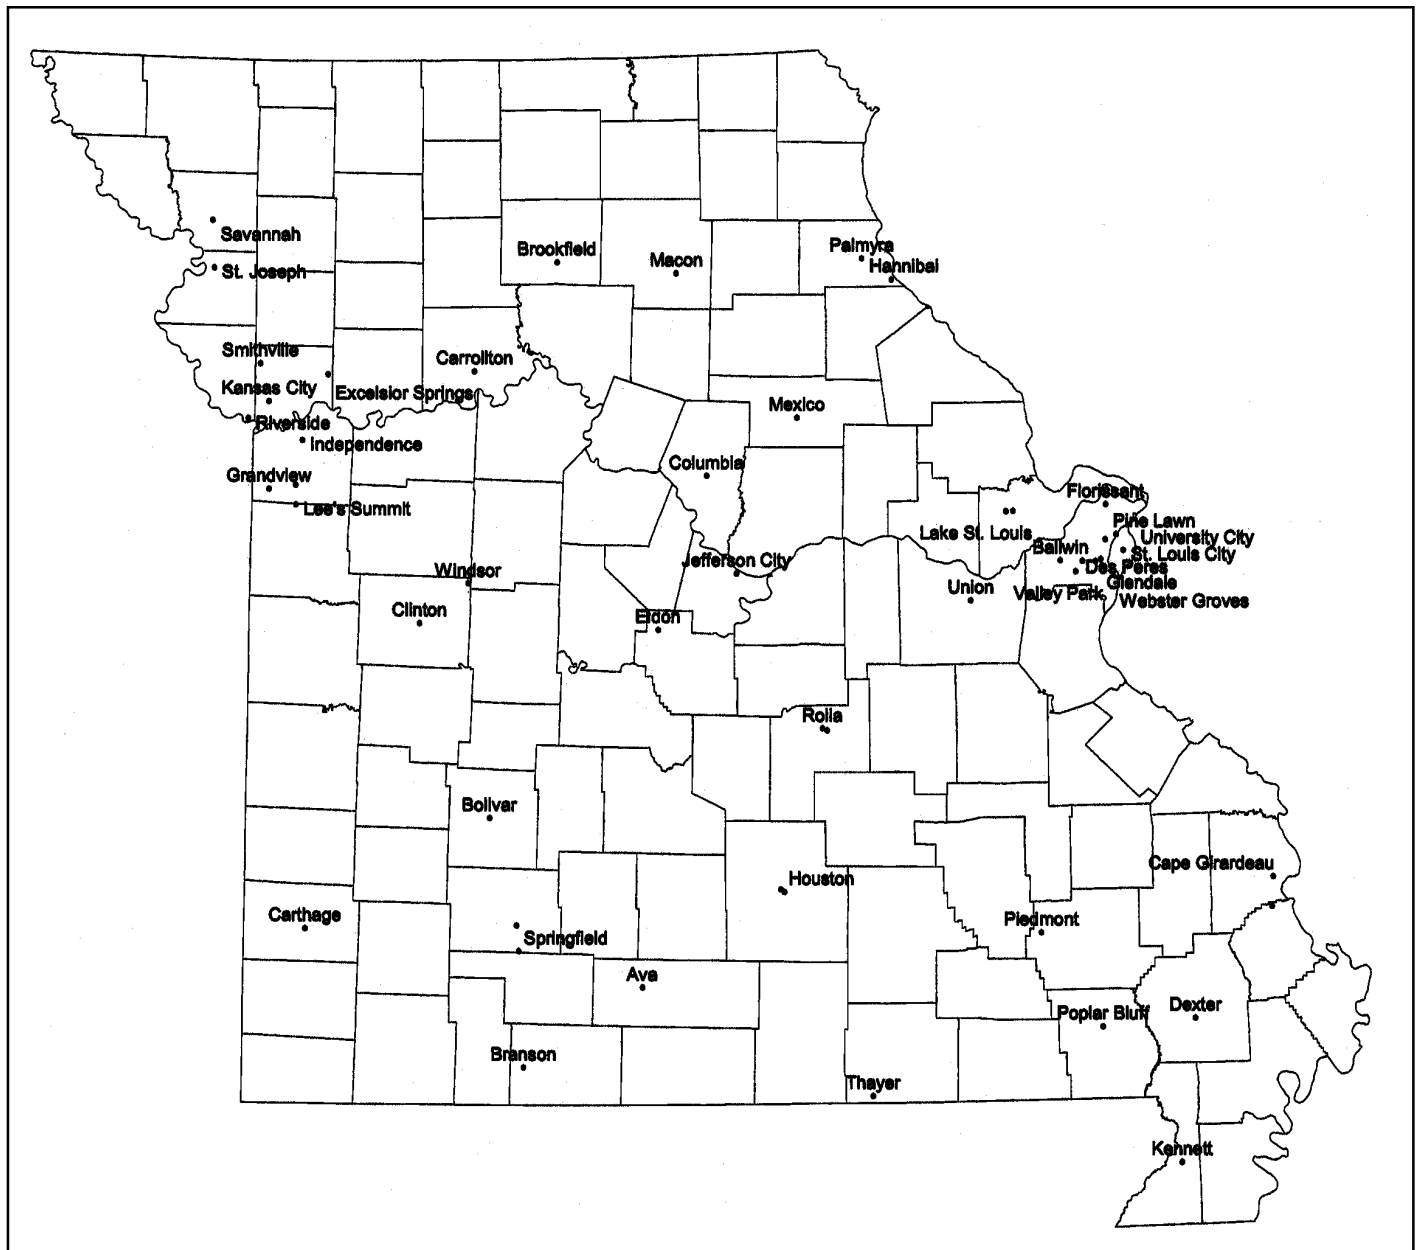 Savannah
Brookfield
Macon
Palmyra
Hannibal
St. Joseph
Smithville
Carrollton
Kansas City
Excelsior Springs
Mexico
Riverside
Independence
Columbia
Grandview
Florissant
Lee's Summit
Pine Lawn
Lake St. Louis
University City
Ballwin
St. Louis City
Jefferson City
Des Peres
Windsor
Glendale
Union
Valley Park
Webster Groves
Clinton
Eldon
Rolla
Bolivar
Cape Girardeau
Houston
Carthage
Piedmont
Springfield
Ava
Dexter
Poplar Bluff
Branson
Thayer
Kennett